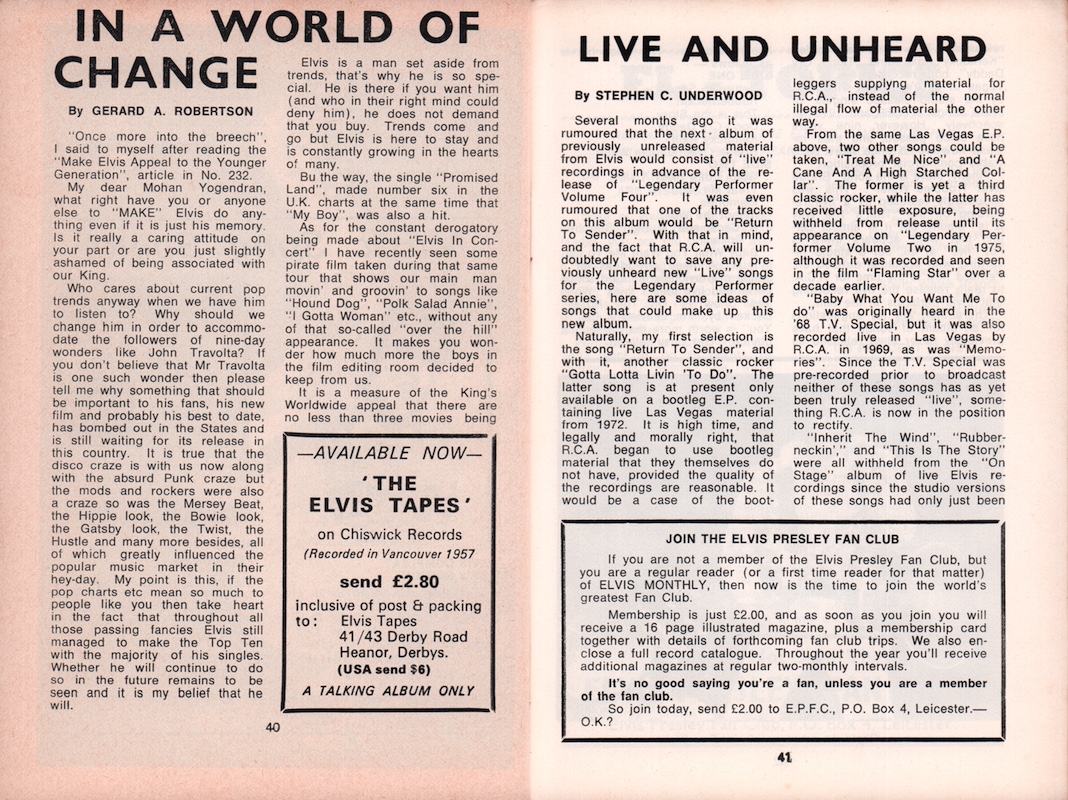 IN A WORLD OF
CHANGE
By GERARD A. ROBERTSON
"Once more into the breech",
I said to myself after reading the
"Make Elvis Appeal to the Younger
Generation", article in No. 232.
My dear Mohan Yogendran,
what right have you or anyone
else to "MAKE" Elvis do any-
thing even if it is just his memory.
Is it really a caring attitude on
your part or are you just slightly
ashamed of being associated with
our King.
Who cares about current pop
trends anyway when we have him
to listen to? Why should we
change him in order to accommo-
date the followers of nine-day
wonders like John Travolta? If
you don't believe that Mr Travolta
is one such wonder then please
tell me why something that should
be important to his fans, his new
film and probably his best to date,
has bombed out in the States and
is still waiting for its release in
this country. It is true that the
disco craze is with us now along
with the absurd Punk craze but
the mods and rockers were also
a craze so was the Mersey Beat,
the Hippie look, the Bowie look,
the Gatsby look, the Twist, the
Hustle and many more besides, all
of which greatly influenced the
popular music market in their
hey-day. My point is this, if the
pop charts etc mean so much to
people like you then take heart
in the fact that throughout all
those passing fancies Elvis still
managed to make the Top Ten
with the majority of his singles.
Whether he will continue to do
so in the future remains to be
seen and it is my belief that he
will.
Elvis is a man set aside from
trends, that's why he is so spe-
cial. He is there if you want him
(and who in their right mind could
deny him), he does not demand
that you buy. Trends come and
go but Elvis is here to stay and
is constantly growing in the hearts
of many.
Bu the way, the single "Promised
Land", made number six in the
U.K. charts at the same time that
"My Boy", was also a hit.
As for the constant derogatory
being made about "Elvis In Con-
cert" I have recently seen some
pirate film taken during that same
tour that shows our main man
movin' and groovin' to songs like
"Hound Dog", "Polk Salad Annie",
"I Gotta Woman" etc., without any
of that so-called "over the hill"
appearance. It makes you won-
der how much more the boys in
the film editing room decided to
keep from us.
It is a measure of the King's
Worldwide appeal that there are
no less than three movies being
—AVAILABLE NOW—
'THE
ELVIS TAPES'
on Chiswick Records
(Recorded in Vancouver 1957
send £2.80
inclusive of post & packing
to: Elvis Tapes
41/43 Derby Road
Heanor, Derbys.
(USA send $6)
A TALKING ALBUM ONLY
40
LIVE AND UNHEARD
By STEPHEN C. UNDERWOOD
Several months ago it was
rumoured that the next album of
previously unreleased material
from Elvis would consist of "live"
recordings in advance of the re-
lease of "Legendary Performer
Volume Four". It was even
rumoured that one of the tracks
on this album would be "Return
To Sender". With that in mind,
and the fact that R.C.A. will un-
doubtedly want to save any pre-
viously unheard new "Live" songs
for the Legendary Performer
series, here are some ideas of
songs that could make up this
new album.
Naturally, my first selection is
the song "Return To Sender", and
with it, another classic rocker
"Gotta Lotta Livin 'To Do". The
latter song is at present only
available on a bootleg E.P. con-
taining live Las Vegas material
from 1972. It is high time, and
legally and morally right, that
R.C.A. began to use bootleg
material that they themselves do
not have, provided the quality of
the recordings are reasonable. It
would be a case of the boot-
leggers supplyng material for
R.C.A., instead of the normal
illegal flow of material the other
way.
From the same Las Vegas E.P.
above, two other songs could be
taken, "Treat Me Nice" and "A
Cane And A High Starched Col-
lar". The former is yet a third
classic rocker, while the latter has
received little exposure, being
withheld from release until its
appearance on "Legendary Per-
former Volume Two in 1975,
although it was recorded and seen
in the film "Flaming Star" over a
decade earlier.
"Baby What You Want Me To
do" was originally heard in the
'68 T.V. Special, but it was also
recorded live in Las Vegas by
R.C.A. in 1969, as was "Memo-
ries". Since the T.V. Special was
pre-recorded prior to broadcast
neither of these songs has as yet
been truly released "live", some-
thing R.C.A. is now in the position
to rectify.
"Inherit The Wind", "Rubber-
neckin'," and "This Is The Story"
were all withheld from the "On
Stage" album of live Elvis re-
cordings since the studio versions
of these songs had only just been
JOIN THE ELVIS PRESLEY FAN CLUB
If you are not a member of the Elvis Presley Fan Club, but
you are a regular reader (or a first time reader for that matter)
of ELVIS MONTHLY, then now is the time to join the world's
greatest Fan Club.
Membership is just £2.00, and as soon as you join you will
receive a 16 page illustrated magazine, plus a membership card
together with details of forthcoming fan club trips. We also en-
close a full record catalogue. Throughout the year you'll receive
additional magazines at regular two-monthly intervals.
It's no good saying you're a fan, unless you are a member
of the fan club.
So join today, send £2.00 to E.P.F.C., P.O. Box 4, Leicester.—
O.K.?
41